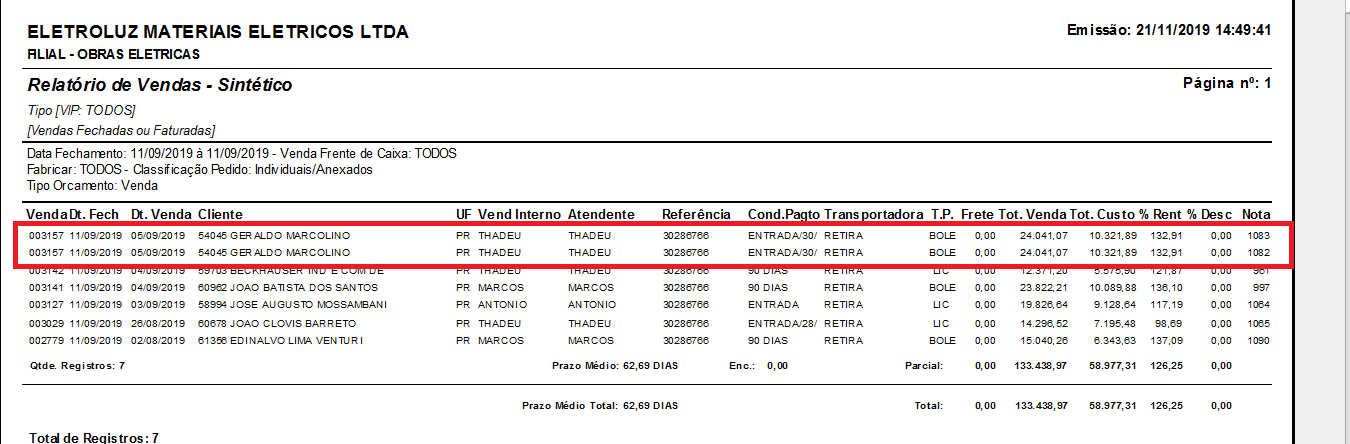 ELETROLUZ MATERIAIS ELETRICOS LTDA Emissão: 21/11/2019 14:49:41
FILIAL - OBRAS ELETRICAS
Relatório de Vendas - Sintético Página nº: 1
Tipo [VIP: TODOS]
[Vendas Fechadas ou Faturadas]
Data Fechamento: 11/09/2019 à 11/09/2019 - Venda Frente de Caixa: TODOS
Fabricar: TODOS - Classificação Pedido: Individuais/Anexados
Tipo Orcamento: Venda
Venda Dt. Fech Dt. Venda Cliente UF Vend Interno Atendente Referência Cond.Pagto Transportadora T.P. Frete Tot. Venda Tot. Custo % Rent % Desc Nota
003157 11/09/2019 05/09/2019 54045 GERALDO MARCOLINO PR THADEU THADEU 30286766 ENTRADA/30/ RETIRA BOLE 0,00 24.041,07 10.321,89 132,91 0,00 1083
003157 11/09/2019 05/09/2019 54045 GERALDO MARCOLINO PR THADEU THADEU 30286766 ENTRADA/30/ RETIRA BOLE 0,00 24.041,07 10.321,89 132,91 0,00 1082
003142 11/09/2019 04/09/2019 59703 BECKHAUSER IND E COM DE PR THADEU THADEU 30286766 90 DIAS RETIRA LIC 0,00 12.371,20 5.575,90 121,87 0,00 961
003141 11/09/2019 04/09/2019 60962 JOAO BATISTA DOS SANTOS PR MARCOS MARCOS 30286766 90 DIAS RETIRA BOLE 0,00 23.822,21 10.089,88 136,10 0,00 997
003127 11/09/2019 03/09/2019 58994 JOSE AUGUSTO MOSSAMBANI PR ANTONIO ANTONIO 30286766 ENTRADA RETIRA LIC 0,00 19.826,64 9.128,64 117,19 0,00 1064
003029 11/09/2019 26/08/2019 60678 JOAO CLOVIS BARRETO PR THADEU THADEU 30286766 ENTRADA/28/ RETIRA LIC 0,00 14.296,52 7.195,48 98,69 0,00 1065
002779 11/09/2019 02/08/2019 61356 EDINALVO LIMA VENTURI PR MARCOS MARCOS 30286766 90 DIAS RETIRA BOLE 0,00 15.040,26 6.343,63 137,09 0,00 1090
Qtde. Registros: 7 Prazo Médio: 62,69 DIAS Enc.: 0,00 Parcial: 0,00 133.438,97 58.977,31 126,25 0,00
Prazo Médio Total: 62,69 DIAS Total: 0,00 133.438,97 58.977,31 126,25 0,00
Total de Registros: 7